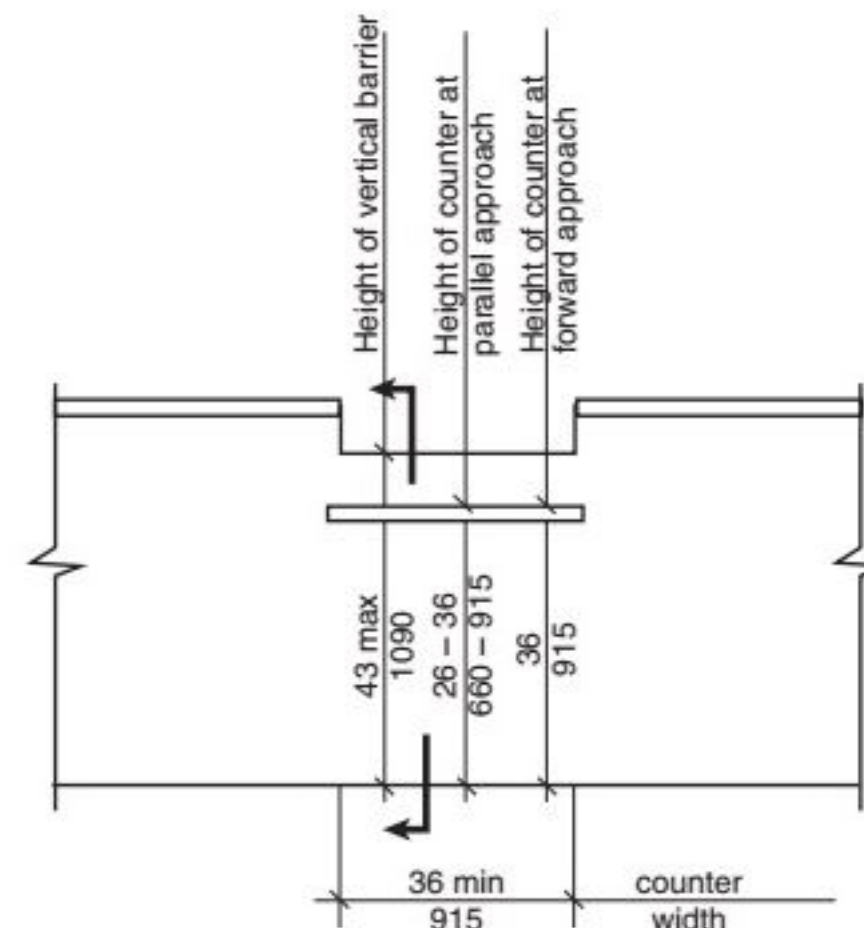 Height of vertical barrier
Height of counter at
parallel approach
Height of counter at
forward approach
43 max
1090
26 – 36
660 – 915
36
915
36 min
915
counter
width